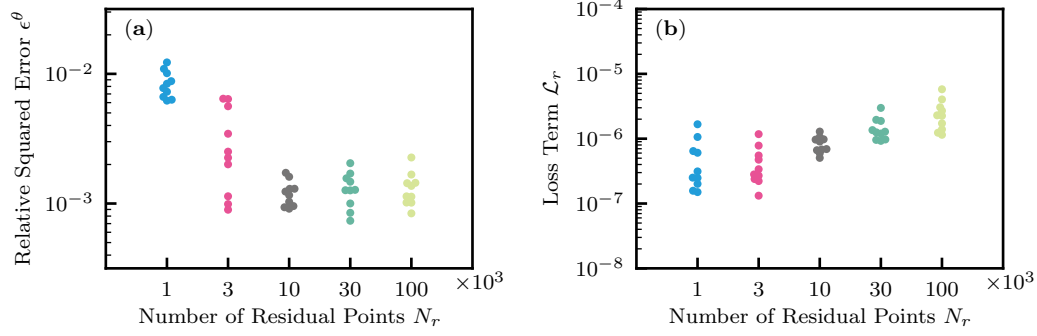 (a)
Relative Squared Error ϵ^θ
10^−2
10^−3
1 3 10 30 100 ×10^3
Number of Residual Points N_r
(b)
Loss Term ℒ_r
10^−4
10^−5
10^−6
10^−7
10^−8
1 3 10 30 100 ×10^3
Number of Residual Points N_r